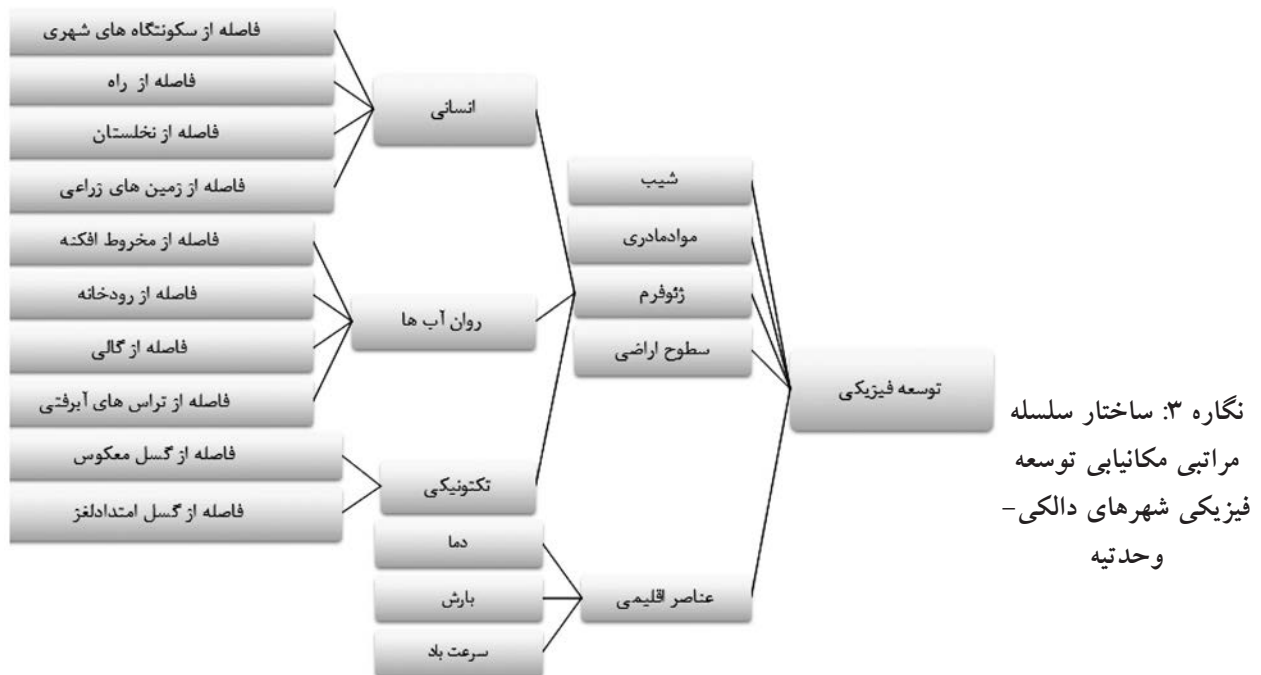 نگاره ۳: ساختار سلسله
مراتبی مکانیابی توسعه
فیزیکی شهرهای دالکی-
وحدتیه
توسعه فیزیکی
شیب
موادمادری
ژئوفرم
سطوح اراضی
عناصر اقلیمی
انسانی
روان آب ها
تکتونیکی
دما
بارش
سرعت باد
فاصله از سکونتگاه های شهری
فاصله از راه
فاصله از نخلستان
فاصله از زمین های زراعی
فاصله از مخروط افکنه
فاصله از رودخانه
فاصله از گالی
فاصله از تراس های آبرفتی
فاصله از گسل معکوس
فاصله از گسل امتدادلغز